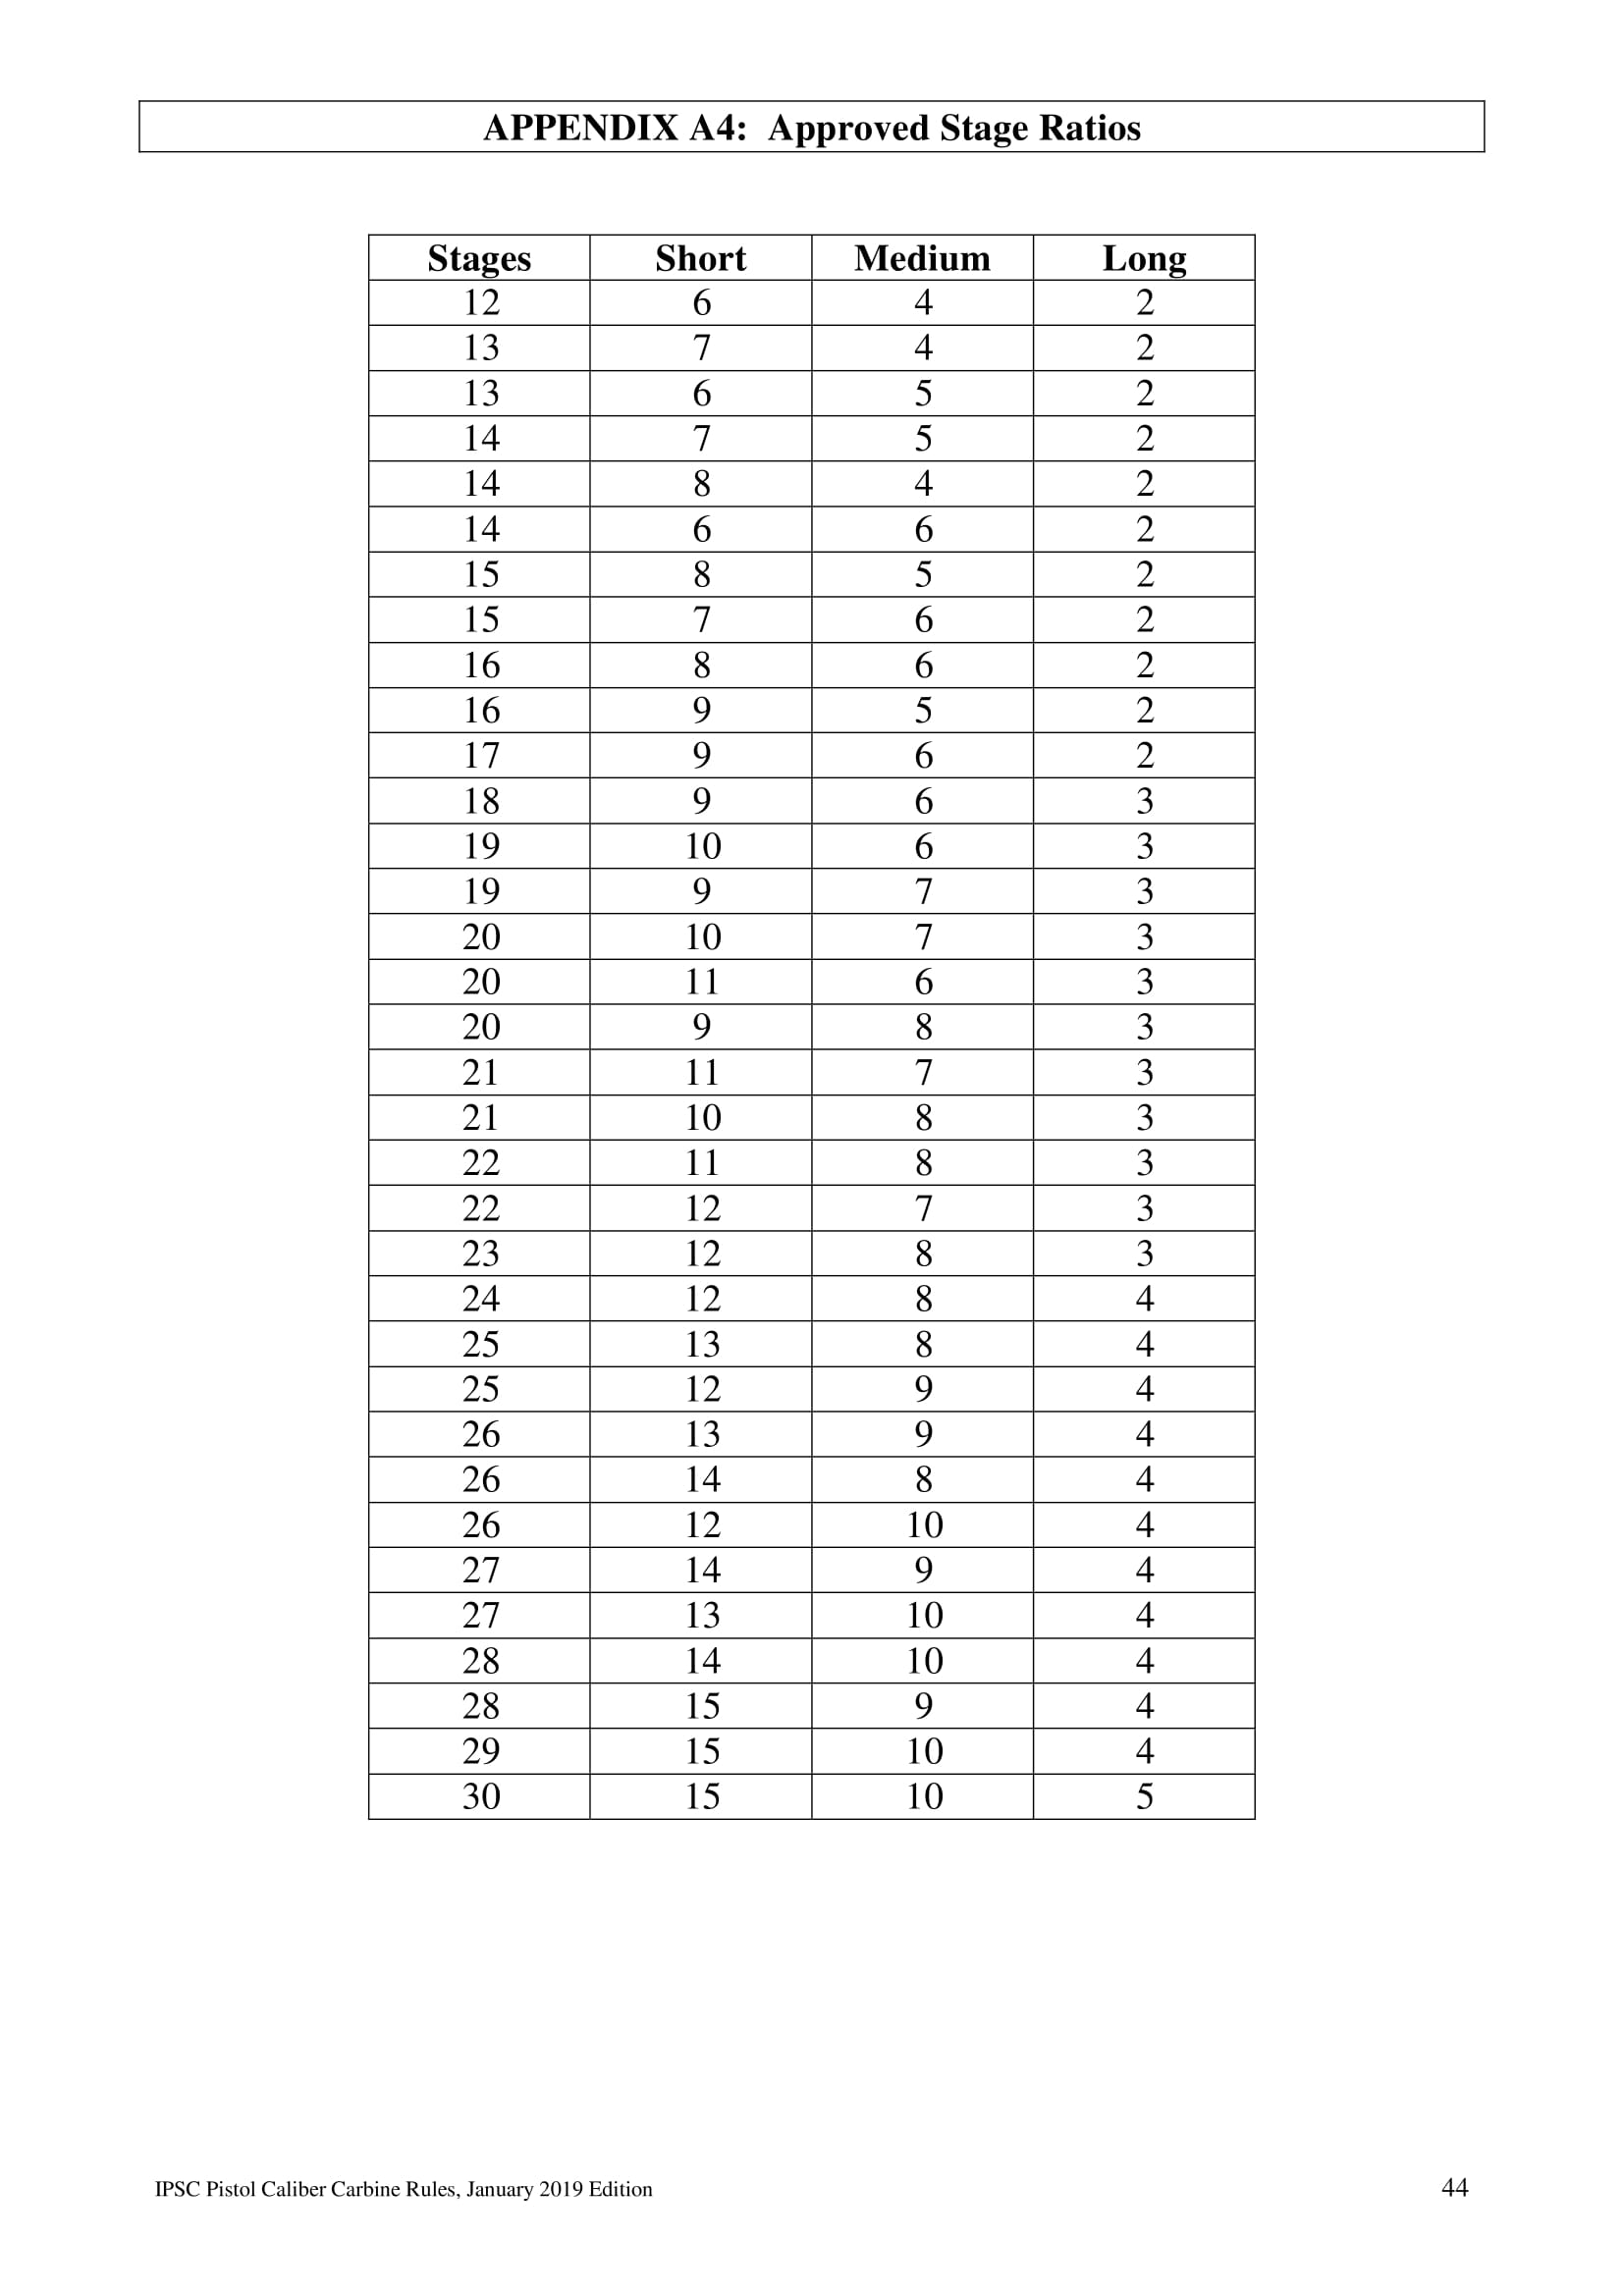 APPENDIX A4: Approved Stage Ratios
Stages Short Medium Long
12 6 4 2
13 7 4 2
13 6 5 2
14 7 5 2
14 8 4 2
14 6 6 2
15 8 5 2
15 7 6 2
16 8 6 2
16 9 5 2
17 9 6 2
18 9 6 3
19 10 6 3
19 9 7 3
20 10 7 3
20 11 6 3
20 9 8 3
21 11 7 3
21 10 8 3
22 11 8 3
22 12 7 3
23 12 8 3
24 12 8 4
25 13 8 4
25 12 9 4
26 13 9 4
26 14 8 4
26 12 10 4
27 14 9 4
27 13 10 4
28 14 10 4
28 15 9 4
29 15 10 4
30 15 10 5
IPSC Pistol Caliber Carbine Rules, January 2019 Edition 44